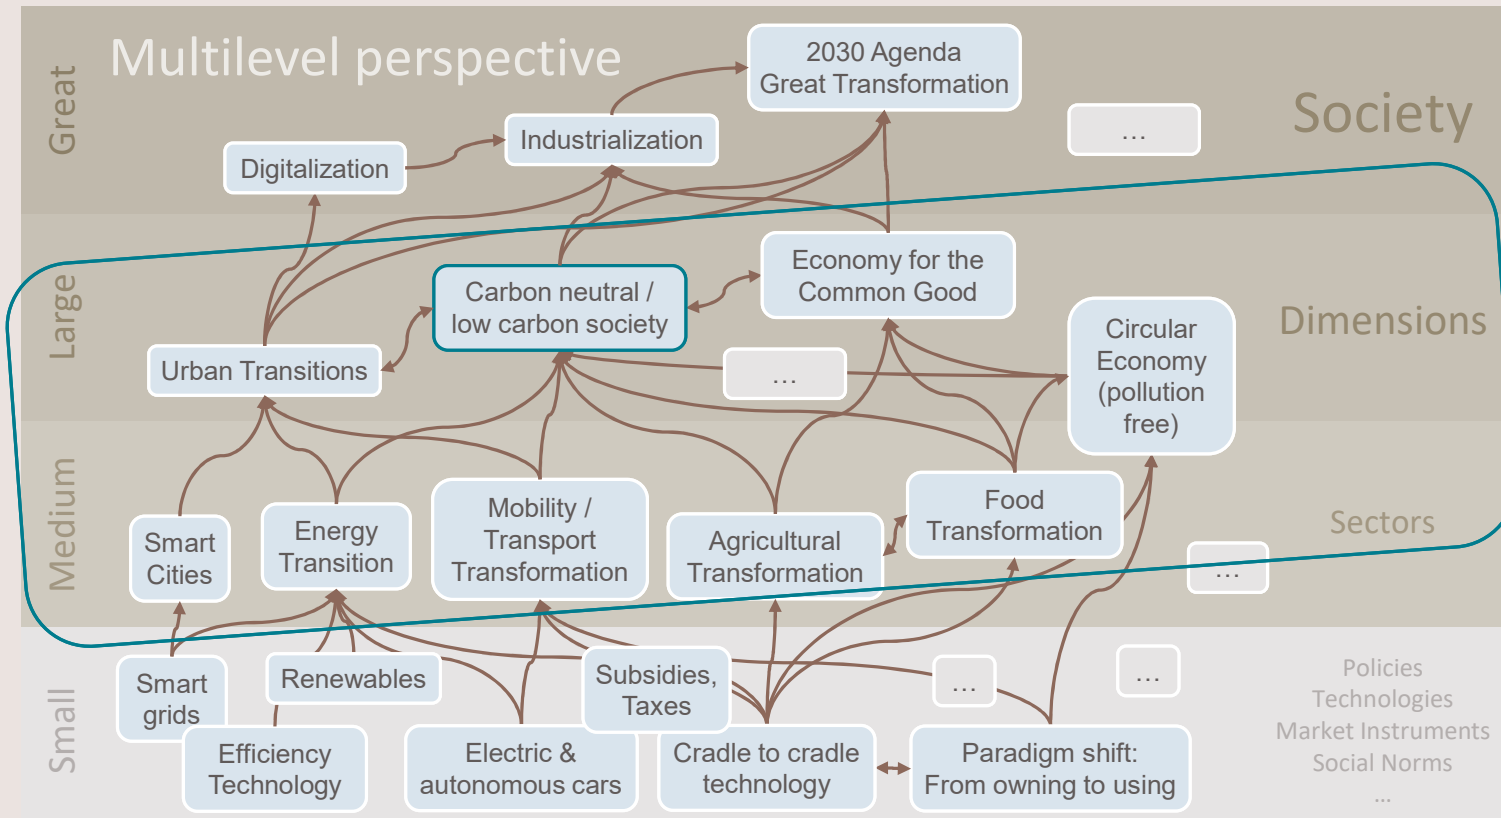 Multilevel perspective
2030 Agenda
Great Transformation
Great
Society
…
Industrialization
Digitalization
Large
Dimensions
Economy for the
Common Good
Carbon neutral /
low carbon society
Circular
Economy
(pollution
free)
Urban Transitions
…
Medium
Sectors
Smart
Cities
Energy
Transition
Mobility /
Transport
Transformation
Agricultural
Transformation
Food
Transformation
…
Small
Smart
grids
Renewables
Subsidies,
Taxes
…
…
Efficiency
Technology
Electric &
autonomous cars
Cradle to cradle
technology
Paradigm shift:
From owning to using
Policies
Technologies
Market Instruments
Social Norms
…